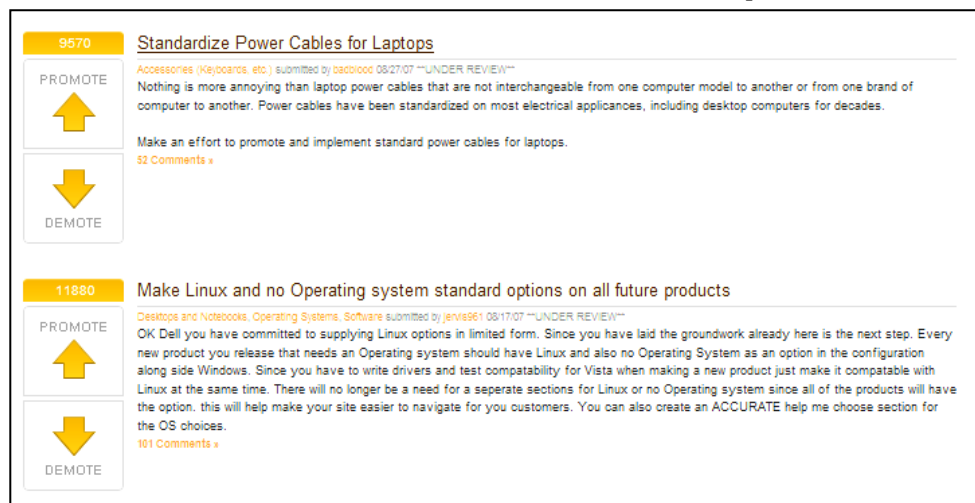 9570
Standardize Power Cables for Laptops
PROMOTE
DEMOTE
Accessories (Keyboards, etc.) submitted by badblood 08/27/07 **UNDER REVIEW**
Nothing is more annoying than laptop power cables that are not interchangeable from one computer model to another or from one brand of
computer to another. Power cables have been standardized on most electrical applicances, including desktop computers for decades.
Make an effort to promote and implement standard power cables for laptops.
52 Comments »
11880
Make Linux and no Operating system standard options on all future products
PROMOTE
DEMOTE
Desktops and Notebooks, Operating Systems, Software submitted by jervis961 08/17/07 **UNDER REVIEW**
OK Dell you have committed to supplying Linux options in limited form. Since you have laid the groundwork already here is the next step. Every
new product you release that needs an Operating system should have Linux and also no Operating System as an option in the configuration
along side Windows. Since you have to write drivers and test compatability for Vista when making a new product just make it compatable with
Linux at the same time. There will no longer be a need for a seperate sections for Linux or no Operating system since all of the products will have
the option. this will help make your site easier to navigate for you customers. You can also create an ACCURATE help me choose section for
the OS choices.
101 Comments »